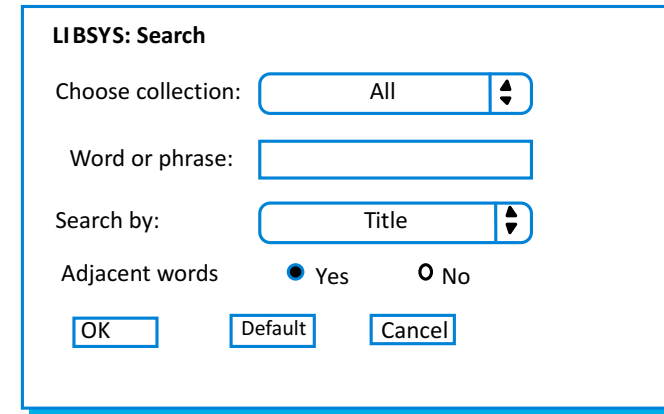 LIBSYS: Search
Choose collection: All
Word or phrase:
Search by: Title
Adjacent words Yes No
OK Default Cancel